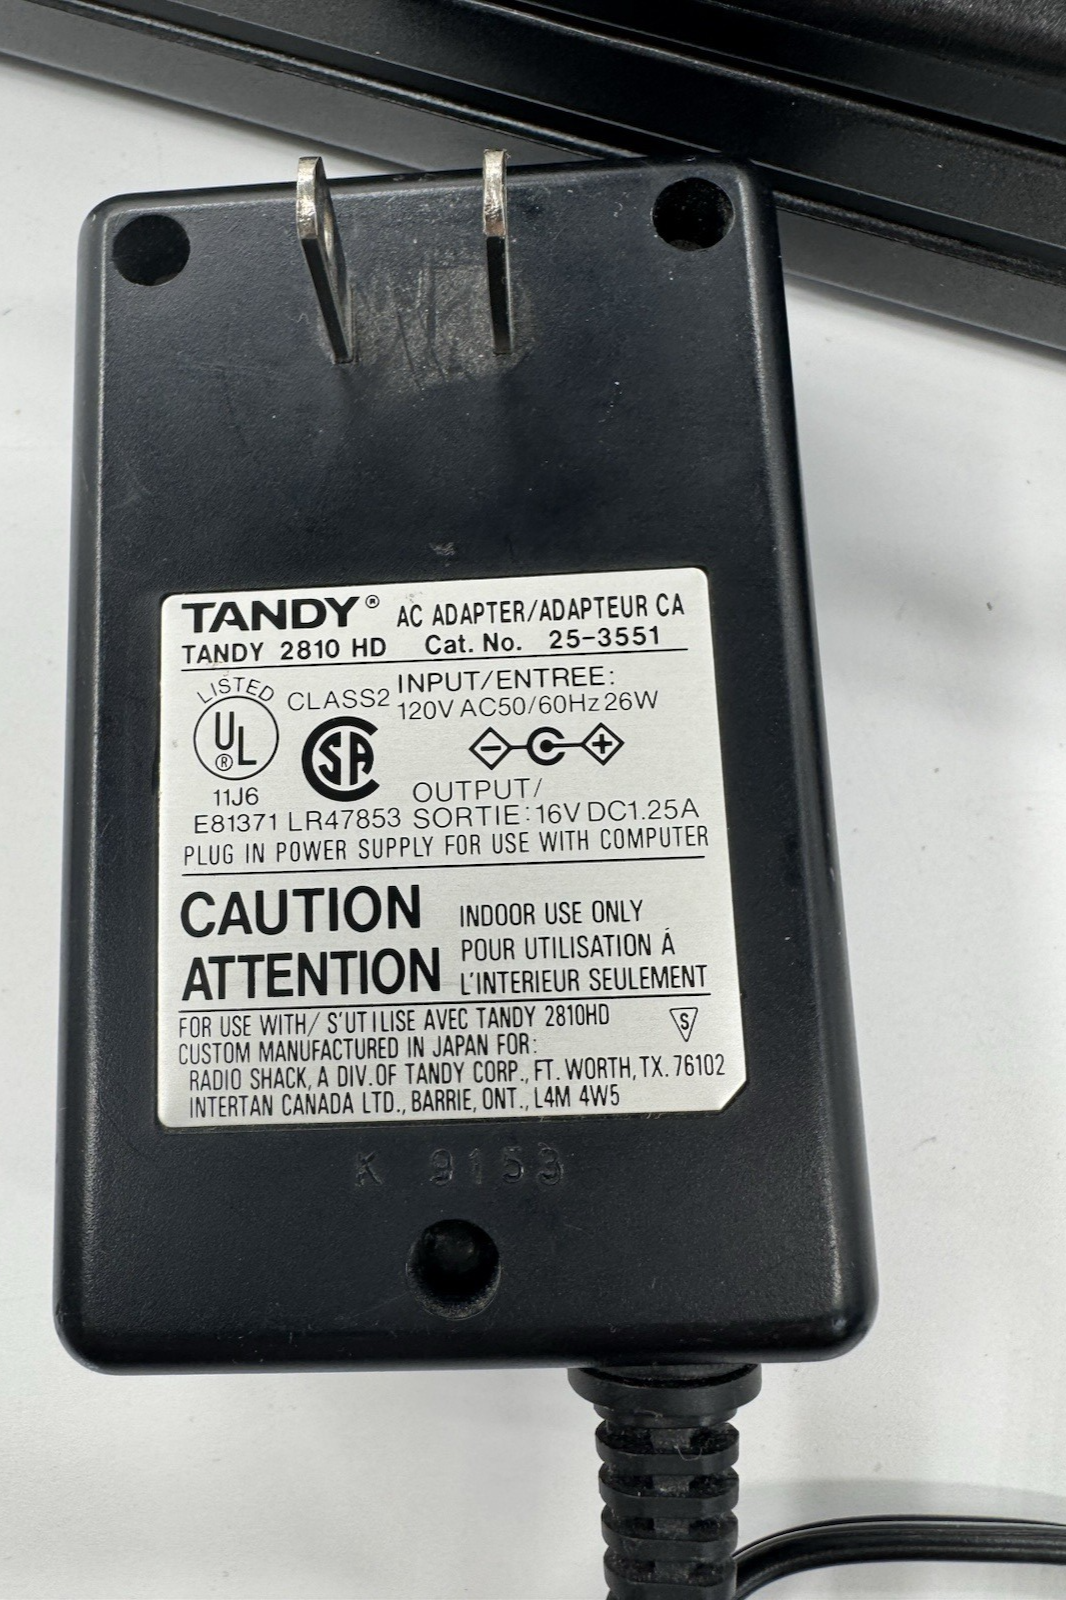 TANDY® AC ADAPTER/ADAPTEUR CA
TANDY 2810 HD Cat. No. 25-3551
LISTED
UL®
CLASS2
INPUT/ENTREE:
120V AC50/60Hz 26W
SA
- +
11J6
OUTPUT/
E81371 LR47853 SORTIE: 16V DC1.25A
PLUG IN POWER SUPPLY FOR USE WITH COMPUTER
CAUTION
ATTENTION
INDOOR USE ONLY
POUR UTILISATION À
L'INTERIEUR SEULEMENT
FOR USE WITH/ S'UTILISE AVEC TANDY 2810HD
S
CUSTOM MANUFACTURED IN JAPAN FOR:
RADIO SHACK, A DIV. OF TANDY CORP., FT. WORTH, TX. 76102
INTERTAN CANADA LTD., BARRIE, ONT., L4M 4W5
K 9153